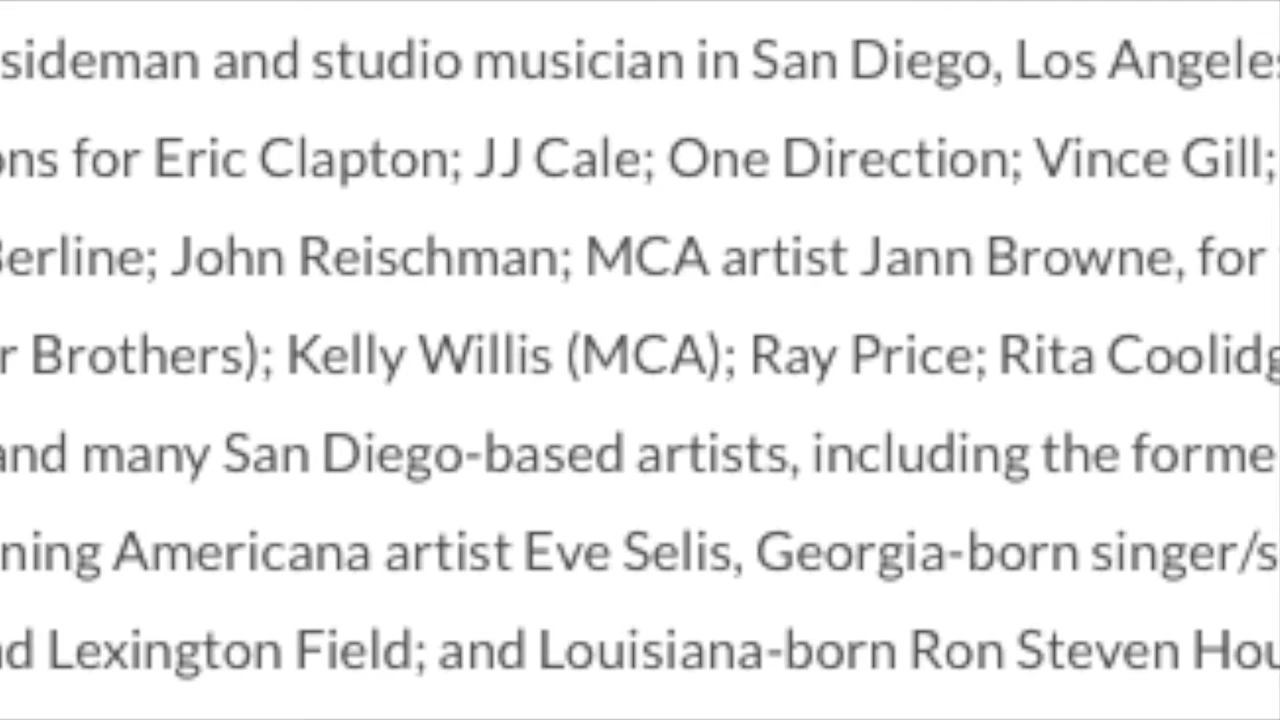 sideman and studio musician in San Diego, Los Angeles
ons for Eric Clapton; JJ Cale; One Direction; Vince Gill;
Berline; John Reischman; MCA artist Jann Browne, for
r Brothers); Kelly Willis (MCA); Ray Price; Rita Coolidg
and many San Diego-based artists, including the forme
ning Americana artist Eve Selis, Georgia-born singer/s
nd Lexington Field; and Louisiana-born Ron Steven Hou